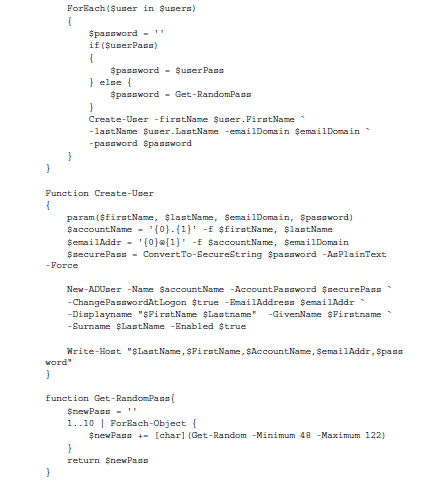 ForEach($user in $users)
{
$password = ''
if($userPass)
{
$password = $userPass
} else {
$password = Get-RandomPass
}
Create-User -firstName $user.FirstName `
-lastName $user.LastName -emailDomain $emailDomain `
-password $password
}
}
Function Create-User
{
param($firstName, $lastName, $emailDomain, $password)
$accountName = '{0}.{1}' -f $firstName, $lastName
$emailAddr = '{0}@{1}' -f $accountName, $emailDomain
$securePass = ConvertTo-SecureString $password -AsPlainText
-Force
New-ADUser -Name $accountName -AccountPassword $securePass `
-ChangePasswordAtLogon $true -EmailAddress $emailAddr `
-Displayname "$FirstName $Lastname" -GivenName $Firstname `
-Surname $LastName -Enabled $true
Write-Host "$LastName,$FirstName,$AccountName,$emailAddr,$pass
word"
}
function Get-RandomPass{
$newPass = ''
1..10 | ForEach-Object {
$newPass += [char](Get-Random -Minimum 48 -Maximum 122)
}
return $newPass
}